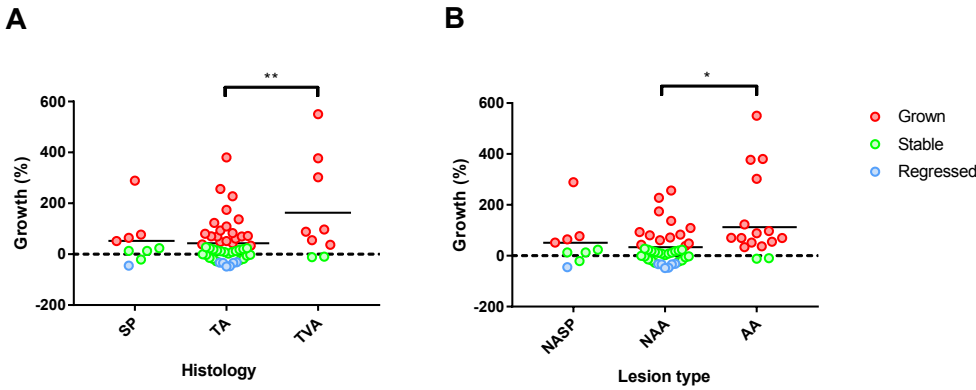 A
B
**
*
600
400
200
0
-200
Growth (%)
SP
TA
TVA
Histology
600
400
200
0
-200
Growth (%)
NASP
NAA
AA
Lesion type
Grown
Stable
Regressed